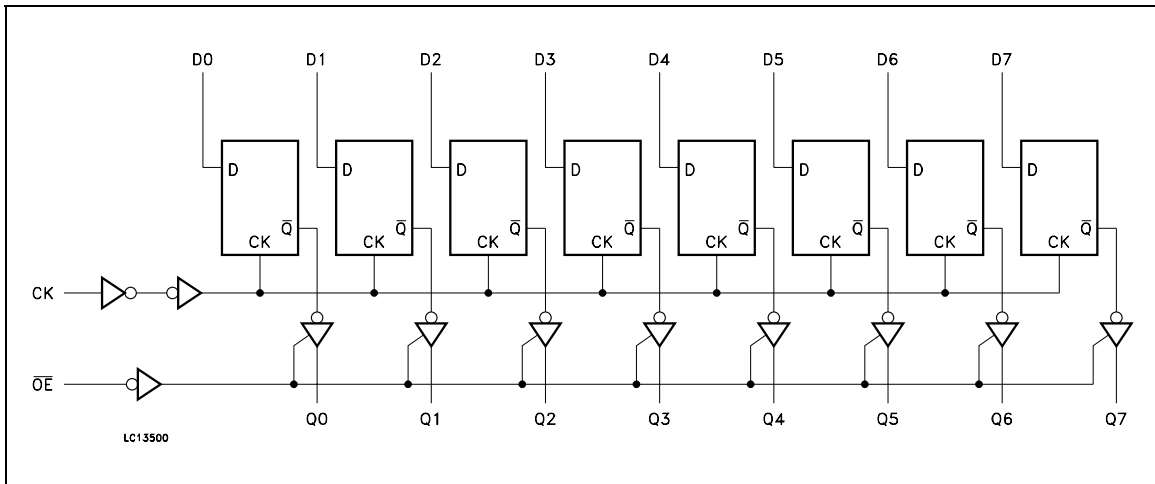 D0 D1 D2 D3 D4 D5 D6 D7
D D D D D D D D
Q̅ Q̅ Q̅ Q̅ Q̅ Q̅ Q̅ Q̅
CK CK CK CK CK CK CK CK
CK
O̅E̅
Q0 Q1 Q2 Q3 Q4 Q5 Q6 Q7
LC13500